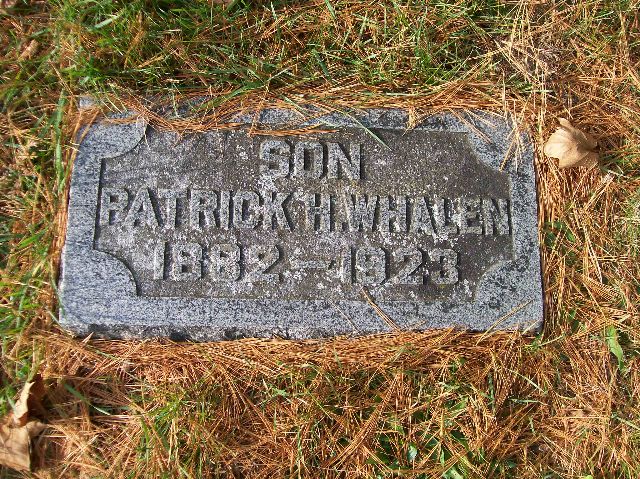 SON
PATRICK H. WHALEN
1882 - 1923